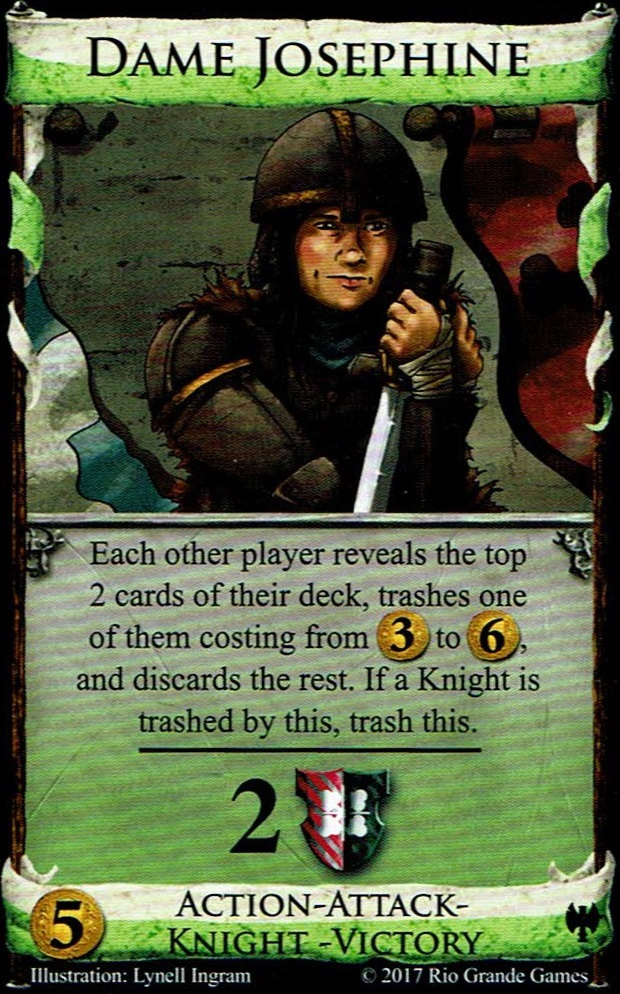 DAME JOSEPHINE
Each other player reveals the top
2 cards of their deck, trashes one
of them costing from 3 to 6,
and discards the rest. If a Knight is
trashed by this, trash this.
2
5
ACTION-ATTACK-
KNIGHT -VICTORY
Illustration: Lynell Ingram
© 2017 Rio Grande Games